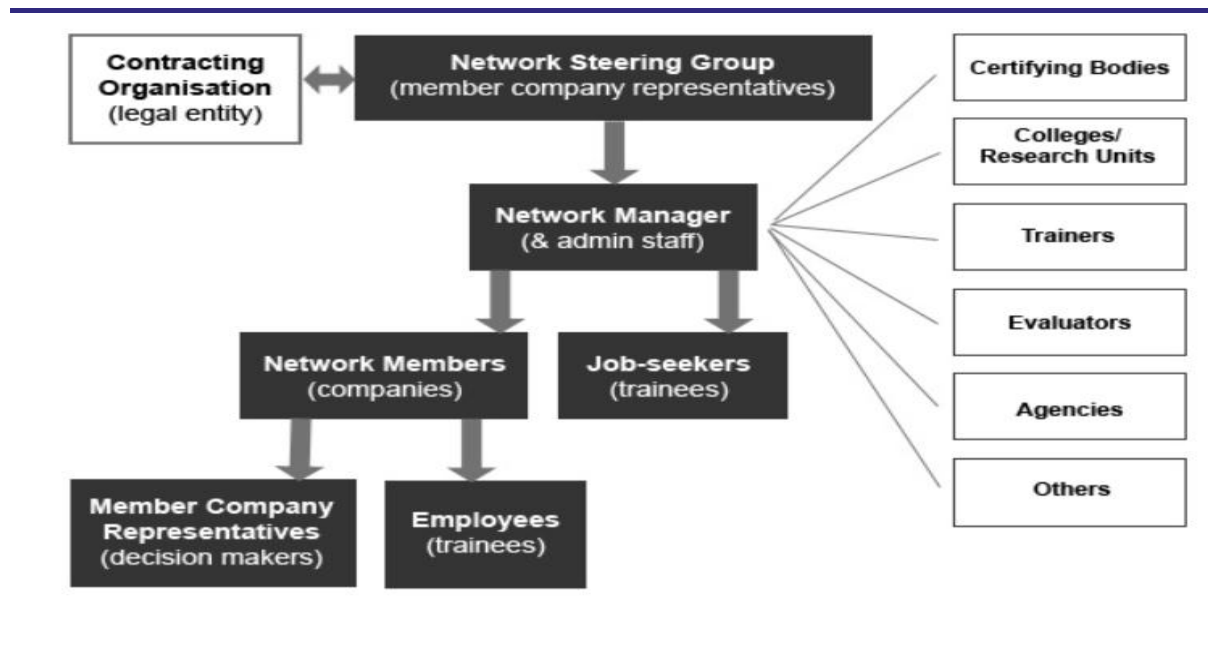 Contracting
Organisation
(legal entity)
Network Steering Group
(member company representatives)
Network Manager
(& admin staff)
Network Members
(companies)
Job-seekers
(trainees)
Member Company
Representatives
(decision makers)
Employees
(trainees)
Certifying Bodies
Colleges/
Research Units
Trainers
Evaluators
Agencies
Others